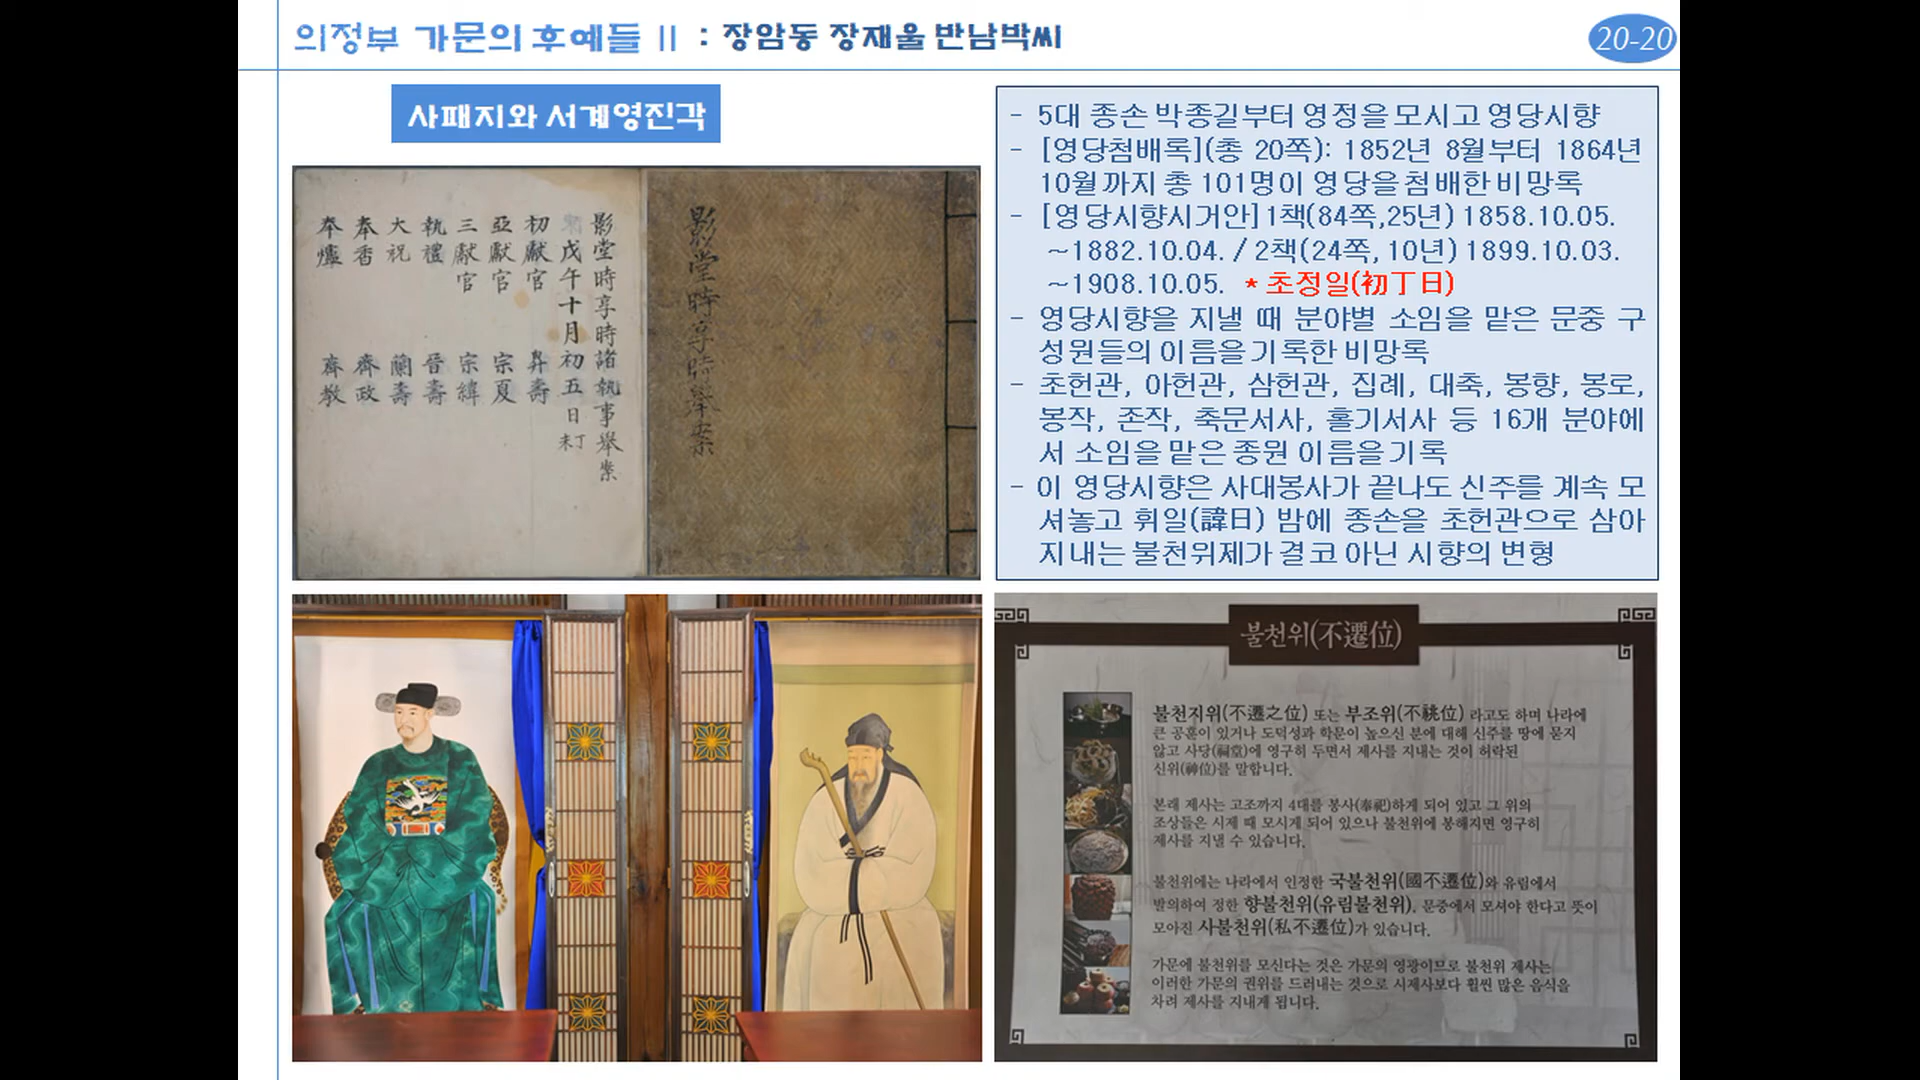 의정부 가문의 후예들 Ⅱ : 장암동 장재울 반남박씨
20-20
사패지와 서계영진각
- 5대 종손 박종길부터 영정을 모시고 영당시향
- [영당첨배록](총 20쪽): 1852년 8월부터 1864년
10월까지 총 101명이 영당을 첨배한 비망록
- [영당시향시거안] 1책(84쪽,25년) 1858.10.05.
~1882.10.04. / 2책(24쪽, 10년) 1899.10.03.
~1908.10.05. * 초정일(初丁日)
- 영당시향을 지낼 때 분야별 소임을 맡은 문중 구
성원들의 이름을 기록한 비망록
- 초헌관, 아헌관, 삼헌관, 집례, 대축, 봉향, 봉로,
봉작, 존작, 축문서사, 홀기서사 등 16개 분야에
서 소임을 맡은 종원 이름을 기록
- 이 영당시향은 사대봉사가 끝나도 신주를 계속 모
셔놓고 휘일(諱日) 밤에 종손을 초헌관으로 삼아
지내는 불천위제가 결코 아닌 시향의 변형
影堂時享時擧案
影堂時享時諸執事擧案
戊午十月初五日丁未
初獻官 昇壽
亞獻官 宗夏
三獻官 宗緯
執禮 晉壽
大祝 蘭壽
奉香 齊政
奉爐 齊敎
불천위(不遷位)
불천지위(不遷之位) 또는 부조위(不祧位) 라고도 하며 나라에
큰 공훈이 있거나 도덕성과 학문이 높으신 분에 대해 신주를 땅에 묻지
않고 사당(祠堂)에 영구히 두면서 제사를 지내는 것이 허락된
신위(神位)를 말합니다.
본래 제사는 고조까지 4대를 봉사(奉祀)하게 되어 있고 그 위의
조상들은 시제 때 모시게 되어 있으나 불천위에 봉해지면 영구히
제사를 지낼 수 있습니다.
불천위에는 나라에서 인정한 국불천위(國不遷位)와 유림에서
발의하여 정한 향불천위(유림불천위), 문중에서 모셔야 한다고 뜻이
모아진 사불천위(私不遷位)가 있습니다.
가문에 불천위를 모신다는 것은 가문의 영광이므로 불천위 제사는
이러한 가문의 권위를 드러내는 것으로 시제사보다 훨씬 많은 음식을
차려 제사를 지내게 됩니다.